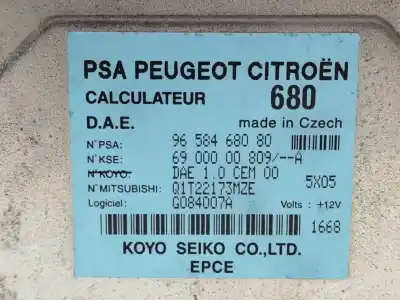 PSA PEUGEOT CITROËN
CALCULATEUR 680
D.A.E. made in Czech
N°PSA: 96 584 680 80
N°KSE: 69 000 00 809/--A
N°KOYO: DAE 1.0 CEM 00
N°MITSUBISHI: Q1T22173MZE 5X05
Logiciel: G084007A Volts : +12V
1668
KOYO SEIKO CO.,LTD.
EPCE